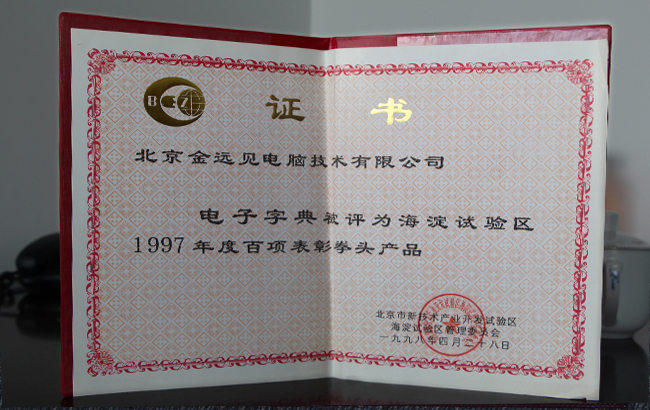 BEZ
证书
北京金远见电脑技术有限公司
电子字典被评为海淀试验区
1997年度百项表彰拳头产品
北京市新技术产业开发试验区
海淀试验区管理委员会
一九九八年四月二十八日